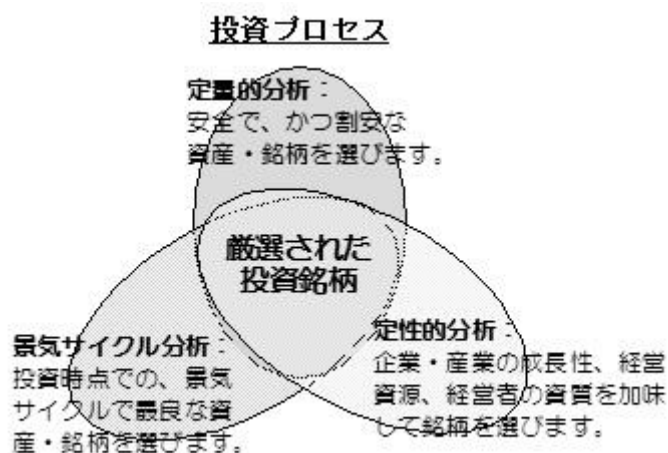 投資プロセス
定量的分析：
安全で、かつ割安な
資産・銘柄を選びます。
厳選された
投資銘柄
景気サイクル分析：
投資時点での、景気
サイクルで最良な資
産・銘柄を選びます。
定性的分析：
企業・産業の成長性、経営
資源、経営者の資質を加味
して銘柄を選びます。